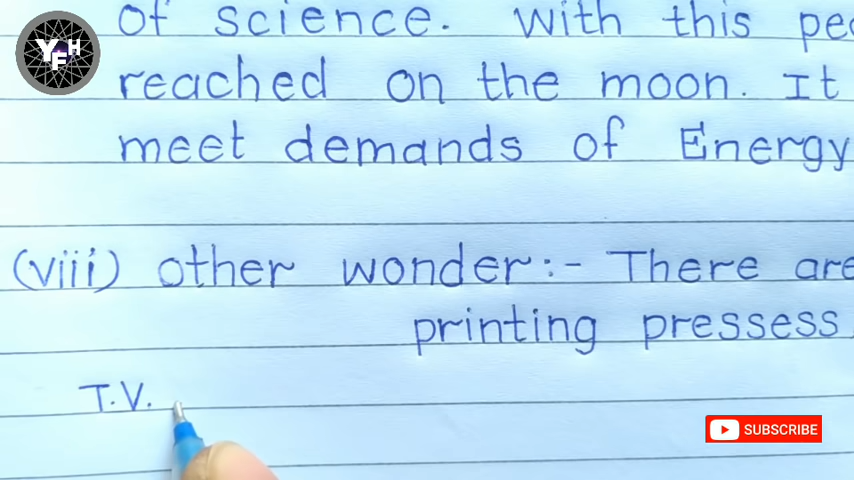 YFH
of science. With this
reached on the moon. It
meet demands of Energy
(viii) other wonder:- There are
printing pressess
T.V.
SUBSCRIBE